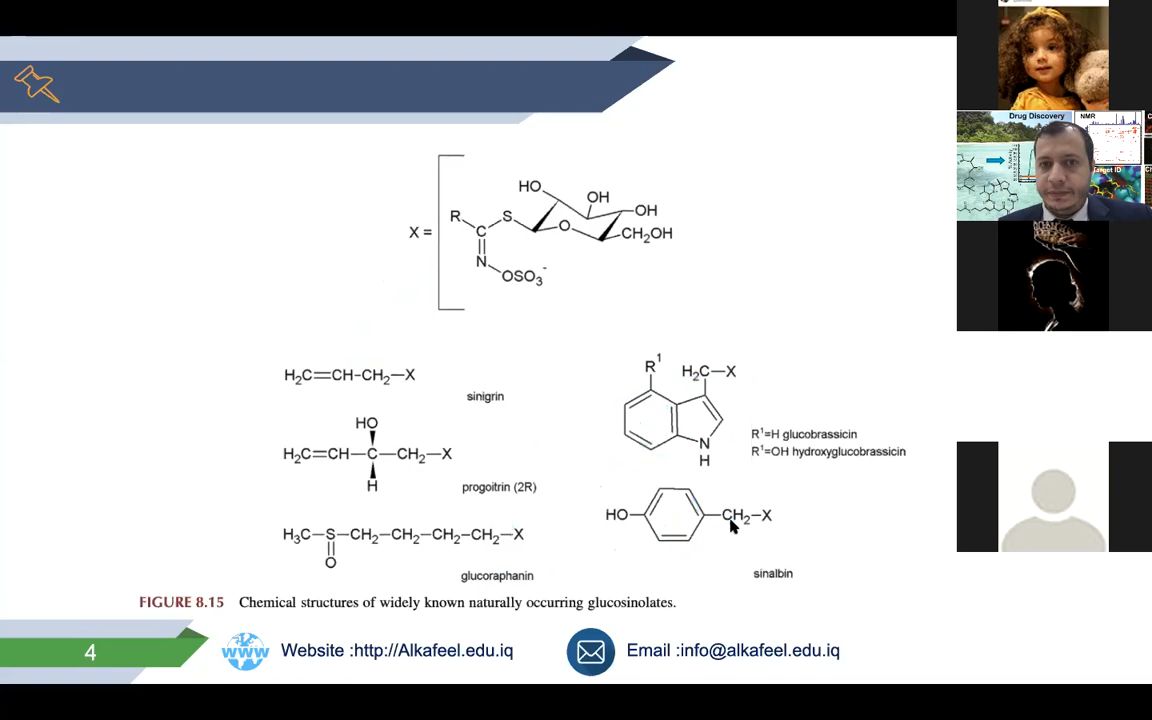 Drug Discovery
NMR
Target ID
HO
OH
OH
R
S
O
X =
C
CH2OH
N
OSO3-
H2C=CH-CH2-X
sinigrin
HO
H2C=CH-C-CH2-X
H
progoitrin (2R)
H3C-S-CH2-CH2-CH2-CH2-X
O
glucoraphanin
R1
H2C-X
N
H
R1=H glucobrassicin
R1=OH hydroxyglucobrassicin
HO
CH2-X
sinalbin
FIGURE 8.15 Chemical structures of widely known naturally occurring glucosinolates.
4
www
Website :http://Alkafeel.edu.iq
Email :info@alkafeel.edu.iq